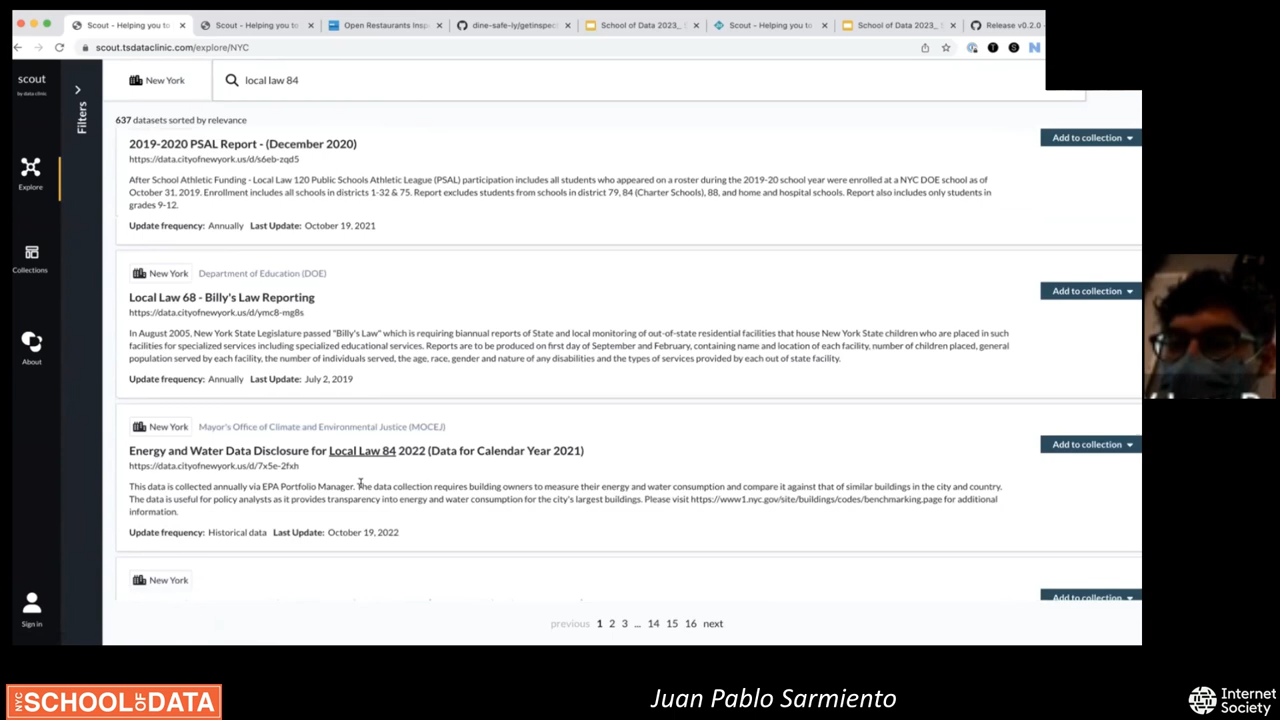 Scout - Helping you to
Scout - Helping you to
Open Restaurants Insp
dine-safe-ly/getinspec
School of Data 2023_
Scout - Helping you to
School of Data 2023_
Release v0.2.0
scout.tsdataclinic.com/explore/NYC
scout
by data clinic
Filters
New York
local law 84
637 datasets sorted by relevance
2019-2020 PSAL Report - (December 2020)
Add to collection
https://data.cityofnewyork.us/d/s6eb-zqd5
After School Athletic Funding - Local Law 120 Public Schools Athletic League (PSAL) participation includes all students who appeared on a roster during the 2019-20 school year were enrolled at a NYC DOE school as of
October 31, 2019. Enrollment includes all schools in districts 1-32 & 75. Report excludes students from schools in district 79, 84 (Charter Schools), 88, and home and hospital schools. Report also includes only students in
grades 9-12.
Update frequency: Annually Last Update: October 19, 2021
Explore
Collections
About
Sign in
New York Department of Education (DOE)
Local Law 68 - Billy's Law Reporting
Add to collection
https://data.cityofnewyork.us/d/ymc8-mg8s
In August 2005, New York State Legislature passed "Billy's Law" which is requiring biannual reports of State and local monitoring of out-of-state residential facilities that house New York State children who are placed in such
facilities for specialized services including specialized educational services. Reports are to be produced on first day of September and February, containing name and location of each facility, number of children placed, general
population served by each facility, the number of individuals served, the age, race, gender and nature of any disabilities and the types of services provided by each out of state facility.
Update frequency: Annually Last Update: July 2, 2019
New York Mayor's Office of Climate and Environmental Justice (MOCEJ)
Energy and Water Data Disclosure for Local Law 84 2022 (Data for Calendar Year 2021)
Add to collection
https://data.cityofnewyork.us/d/7x5e-2fxh
This data is collected annually via EPA Portfolio Manager. The data collection requires building owners to measure their energy and water consumption and compare it against that of similar buildings in the city and country.
The data is useful for policy analysts as it provides transparency into energy and water consumption for the city's largest buildings. Please visit https://www1.nyc.gov/site/buildings/codes/benchmarking.page for additional
information.
Update frequency: Historical data Last Update: October 19, 2022
New York
Add to collection
previous 1 2 3 ... 14 15 16 next
NYC SCHOOL OF DATA
Juan Pablo Sarmiento
Internet
Society